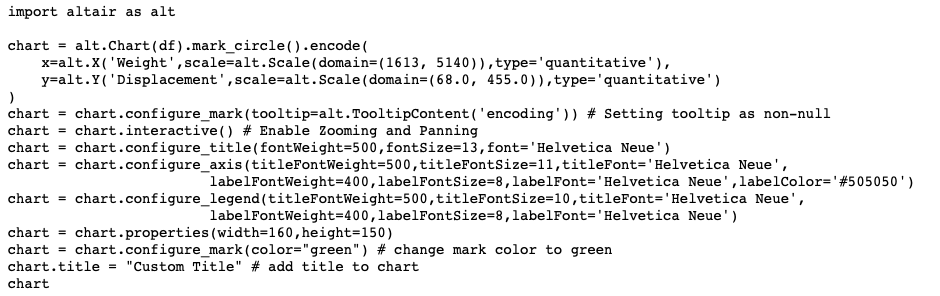 import altair as alt

chart = alt.Chart(df).mark_circle().encode(
    x=alt.X('Weight',scale=alt.Scale(domain=(1613, 5140)),type='quantitative'),
    y=alt.Y('Displacement',scale=alt.Scale(domain=(68.0, 455.0)),type='quantitative')
)
chart = chart.configure_mark(tooltip=alt.TooltipContent('encoding')) # Setting tooltip as non-null
chart = chart.interactive() # Enable Zooming and Panning
chart = chart.configure_title(fontWeight=500,fontSize=13,font='Helvetica Neue')
chart = chart.configure_axis(titleFontWeight=500,titleFontSize=11,titleFont='Helvetica Neue',
                        labelFontWeight=400,labelFontSize=8,labelFont='Helvetica Neue',labelColor='#505050')
chart = chart.configure_legend(titleFontWeight=500,titleFontSize=10,titleFont='Helvetica Neue',
                        labelFontWeight=400,labelFontSize=8,labelFont='Helvetica Neue')
chart = chart.properties(width=160,height=150)
chart = chart.configure_mark(color="green") # change mark color to green
chart.title = "Custom Title" # add title to chart
chart